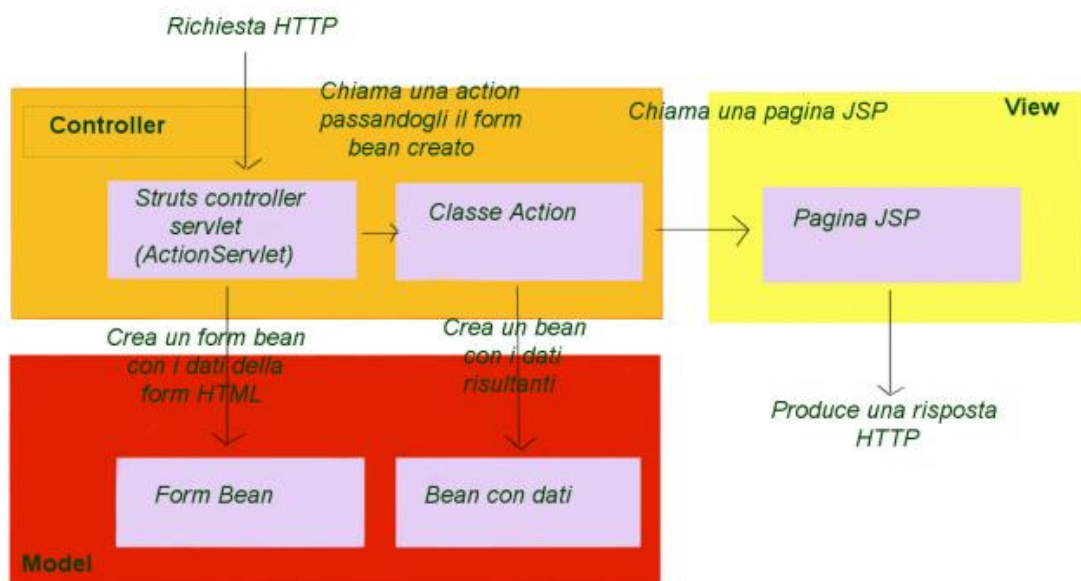 Richiesta HTTP
Controller
Chiama una action
passandogli il form
bean creato
Chiama una pagina JSP
View
Struts controller
servlet
(ActionServlet)
Classe Action
Pagina JSP
Crea un form bean
con i dati della
form HTML
Crea un bean
con i dati
risultanti
Produce una risposta
HTTP
Form Bean
Bean con dati
Model